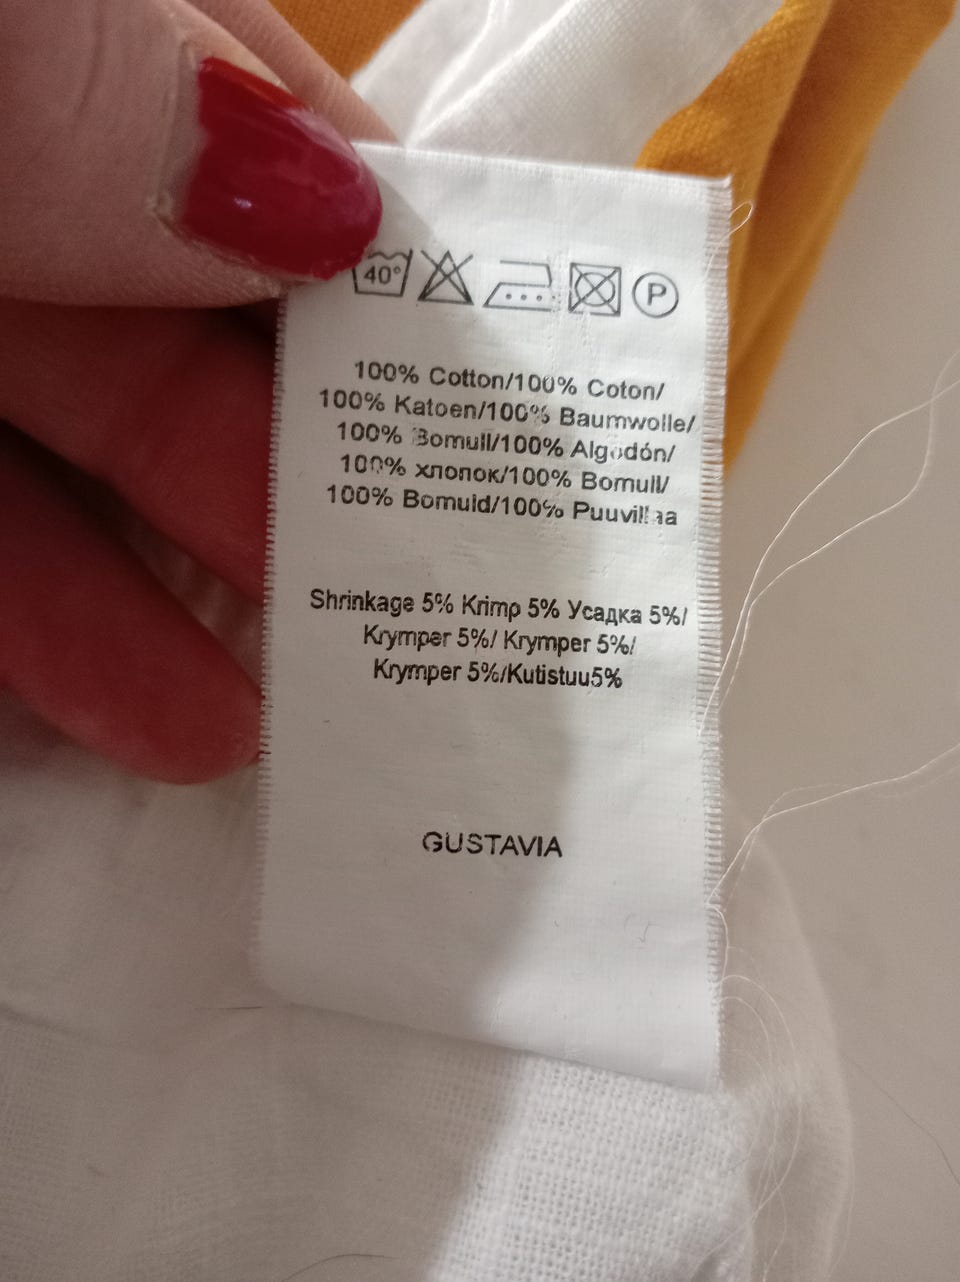 40°
P
100% Cotton/100% Coton/
100% Katoen/100% Baumwolle/
100% Bomull/100% Algodón/
100% хлопок/100% Bomull/
100% Bomuld/100% Puuvillaa
Shrinkage 5% Krimp 5% Усадка 5%/
Krymper 5%/ Krymper 5%/
Krymper 5%/Kutistuu5%
GUSTAVIA